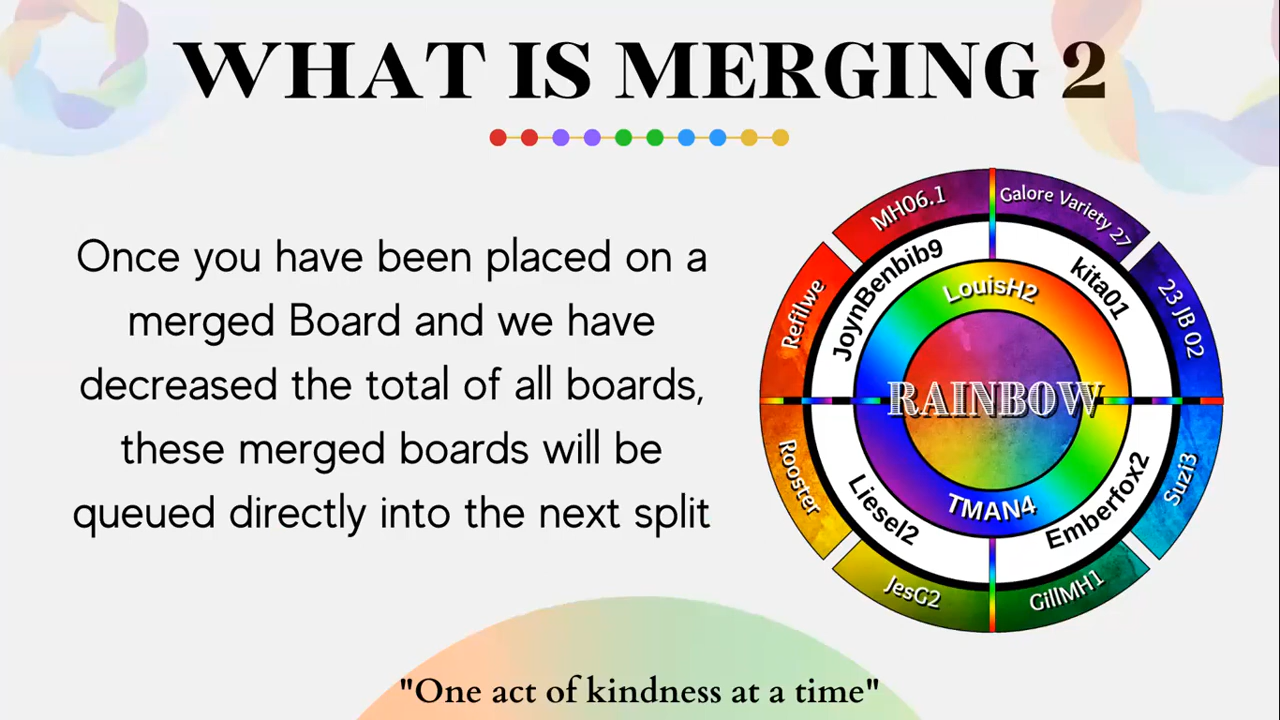 WHAT IS MERGING 2
Once you have been placed on a
merged Board and we have
decreased the total of all boards,
these merged boards will be
queued directly into the next split
MH06.1
Galore Variety 27
Refilwe
JoynBenbib9
LouisH2
kita01
23 JB 02
RAINBOW
Rooster
Liesel2
TMAN4
Emberfox2
Suzi3
JesG2
GillMH1
"One act of kindness at a time"